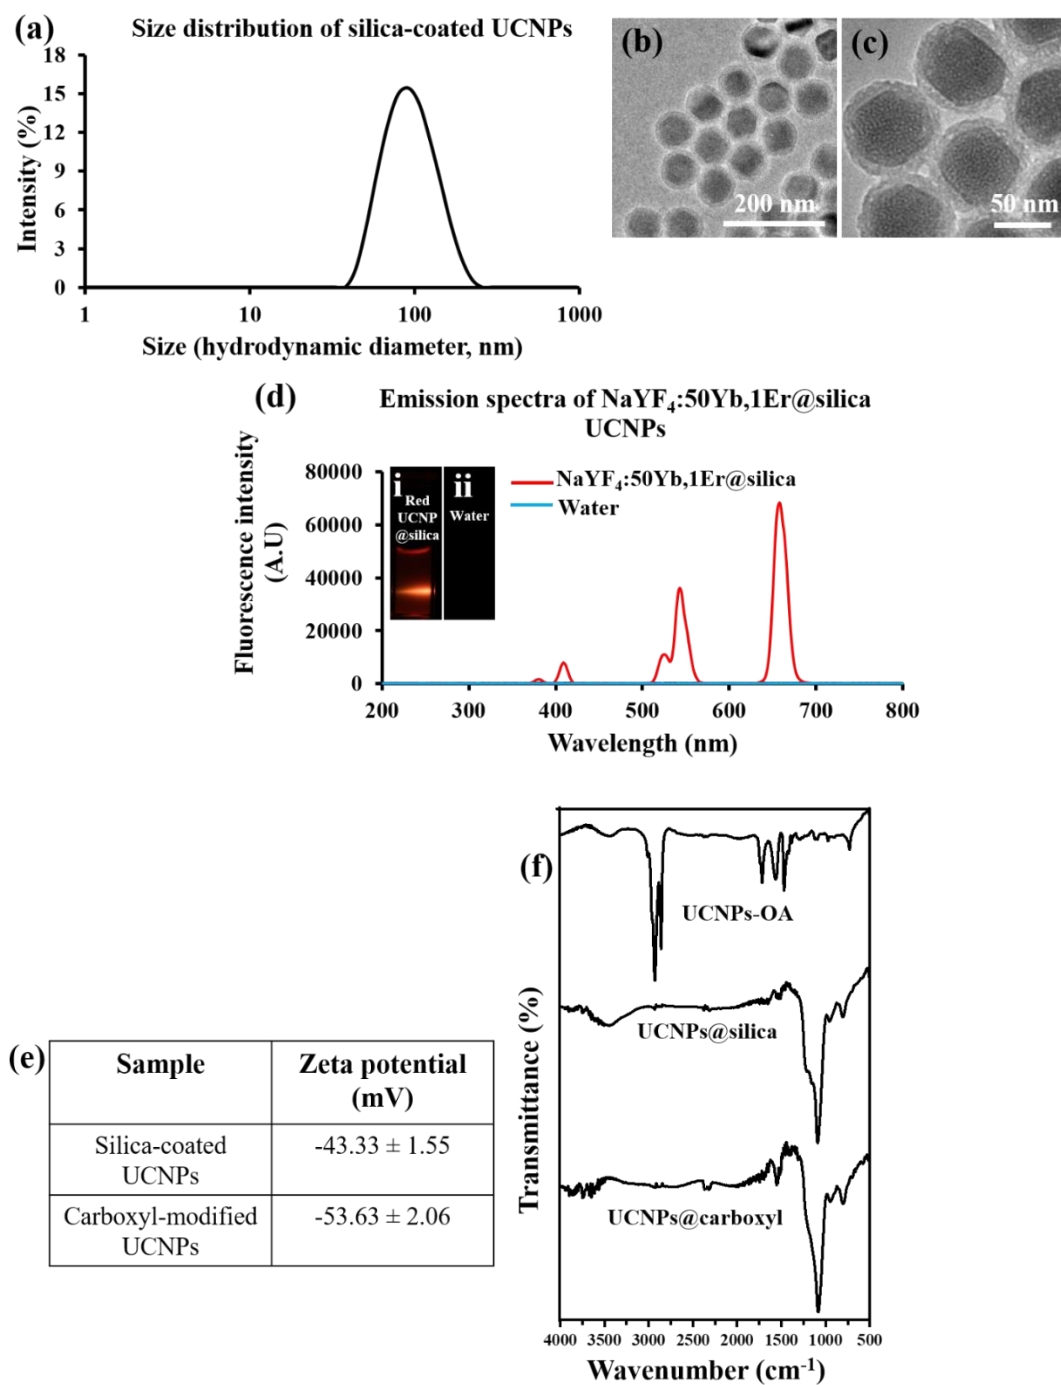 (a)
Size distribution of silica-coated UCNPs
18
15
12
9
6
3
0
Intensity (%)
1
10
100
1000
Size (hydrodynamic diameter, nm)
(b)
200 nm
(c)
50 nm
(d)
Emission spectra of NaYF₄:50Yb,1Er@silica
UCNPs
80000
60000
40000
20000
0
Fluorescence intensity
(A.U)
i
Red
UCNP
@silica
ii
Water
NaYF₄:50Yb,1Er@silica
Water
200
300
400
500
600
700
800
Wavelength (nm)
(e)
Sample
Zeta potential
(mV)
Silica-coated
UCNPs
-43.33 ± 1.55
Carboxyl-modified
UCNPs
-53.63 ± 2.06
(f)
UCNPs-OA
UCNPs@silica
UCNPs@carboxyl
Transmittance (%)
4000
3500
3000
2500
2000
1500
1000
500
Wavenumber (cm⁻¹)